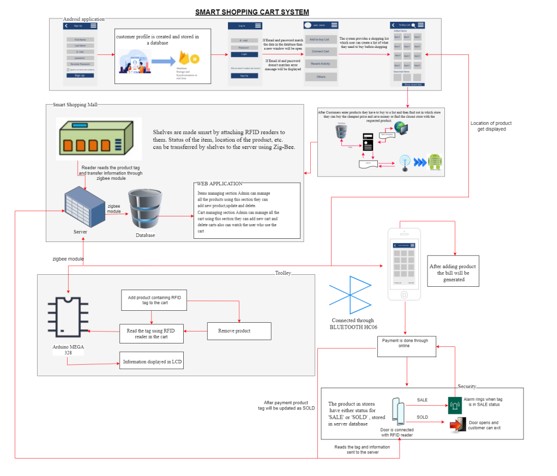 SMART SHOPPING CART SYSTEM
Android application
customer profile is created and stored in
a database
if Email and password match
the data in the database then
a new window will be open.
If Email id and password
doesn't matches error
message will be displayed
The system provides a shopping list
which user can create a list of what
they need to buy before shopping
After Customer enter products they have to buy in a list and then find out in which store
they can buy the cheapest price and save money or find the closest store with the
requested product.
Location of product
get displayed
Smart Shopping Mall
Shelves are made smart by attaching RFID readers to
them. Status of the item, location of the product, etc.
can be transferred by shelves to the server using Zig-Bee.
Reader reads the product tag
and transfer information through
zigbee module
WEB APPLICATION
Items managing section Admin can manage
all the products using this section they can
add new product update and delete.
Cart managing section Admin can manage all the
cart using this section they can add new cart and
delete carts also can watch the user who use the
cart
zigbee
module
Server
Database
zigbee module
Trolley
Add product containing RFID
tag to the cart
Read the tag using RFID
reader in the cart
Remove product
Arduino MEGA
328
Information displayed in LCD
Connected through
BLUETOOTH HC06
After adding product
the bill will be
generated
Payment is done through
online
After payment product
tag will be updated as SOLD
Security
The product in stores
have either status for
'SALE' or 'SOLD' , stored
in server database
SALE
Alarm rings when tag
is in SALE status
SOLD
Door opens and
customer can exit
Door is connected
with RFID reader
Reads the tag and information
sent to the server